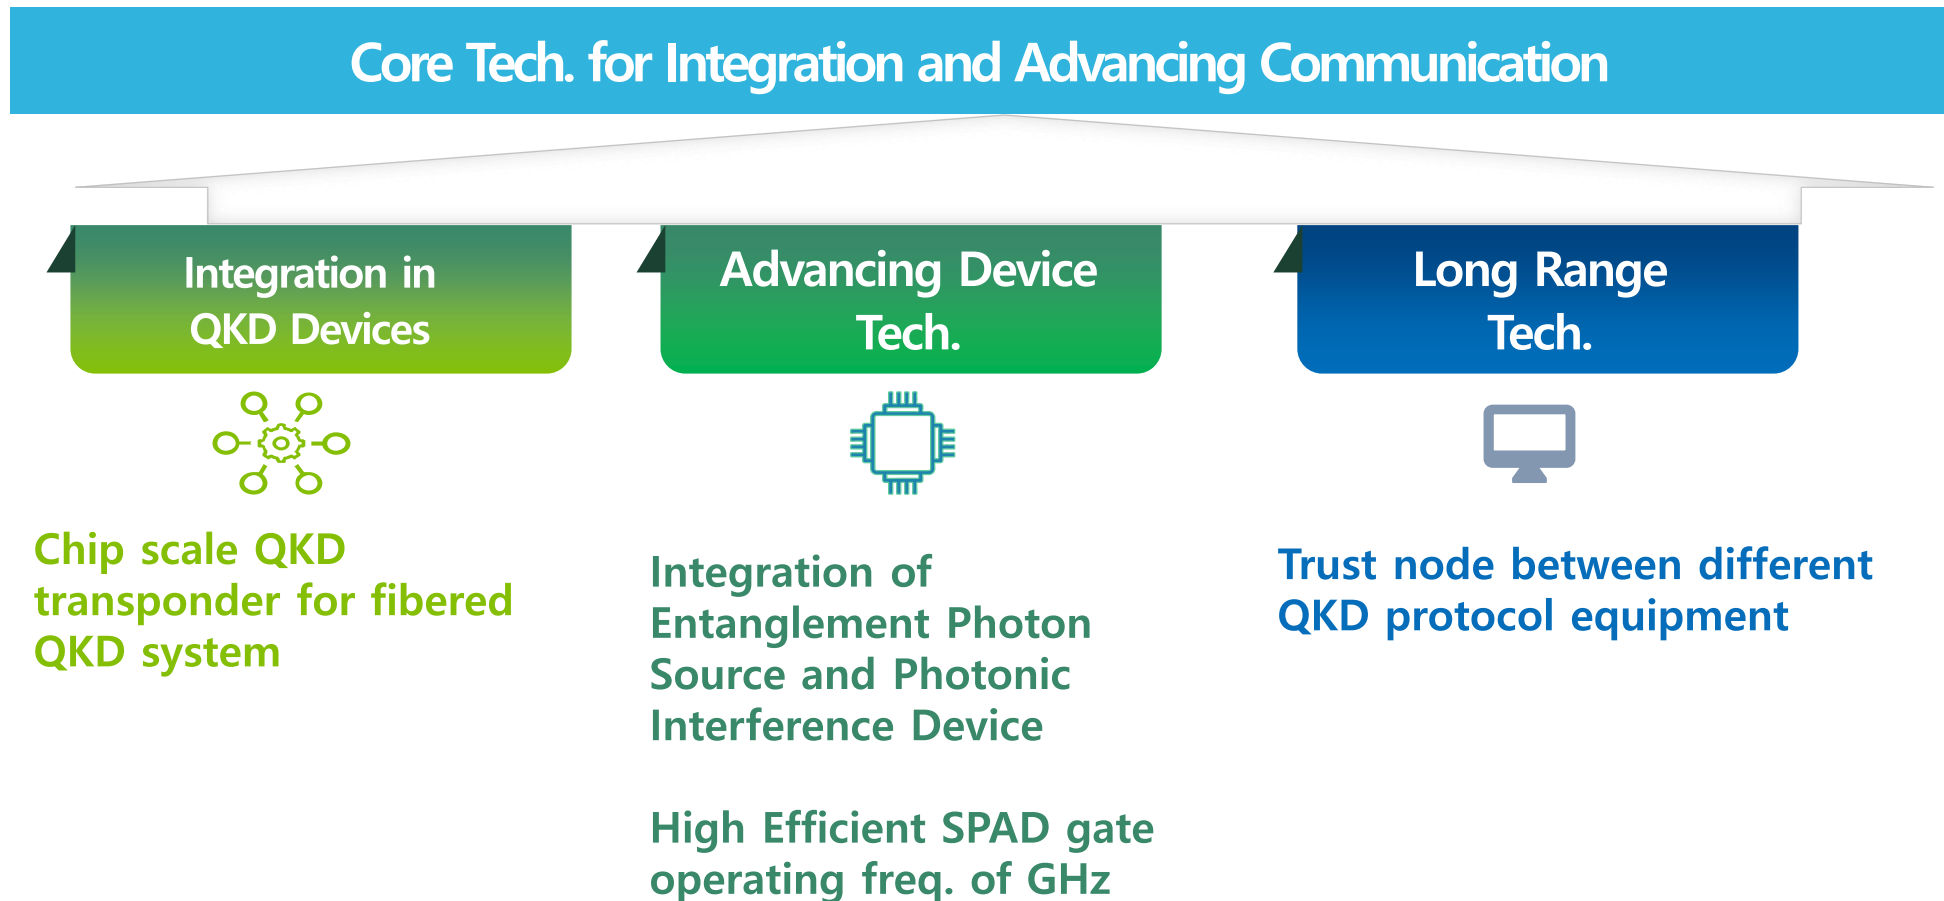 Core Tech. for Integration and Advancing Communication
Integration in
QKD Devices
Chip scale QKD
transponder for fibered
QKD system
Advancing Device
Tech.
Integration of
Entanglement Photon
Source and Photonic
Interference Device
High Efficient SPAD gate
operating freq. of GHz
Long Range
Tech.
Trust node between different
QKD protocol equipment